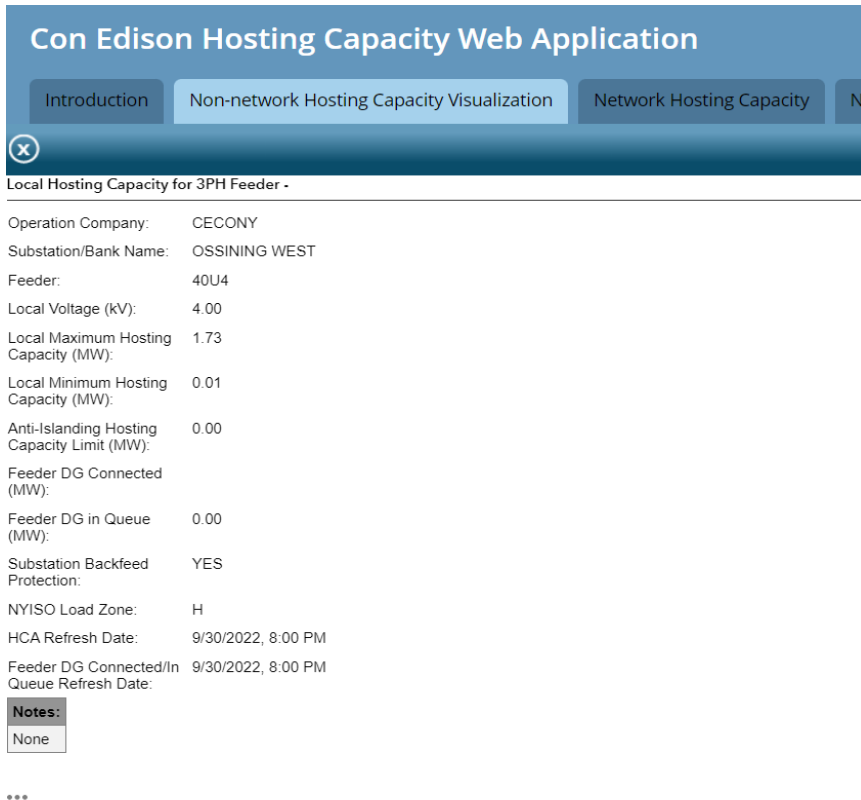 Con Edison Hosting Capacity Web Application
Introduction
Non-network Hosting Capacity Visualization
Network Hosting Capacity
N
x
Local Hosting Capacity for 3PH Feeder -
Operation Company: CECONY
Substation/Bank Name: OSSINING WEST
Feeder: 40U4
Local Voltage (kV): 4.00
Local Maximum Hosting 1.73
Capacity (MW):
Local Minimum Hosting 0.01
Capacity (MW):
Anti-Islanding Hosting 0.00
Capacity Limit (MW):
Feeder DG Connected
(MW):
Feeder DG in Queue 0.00
(MW):
Substation Backfeed YES
Protection:
NYISO Load Zone: H
HCA Refresh Date: 9/30/2022, 8:00 PM
Feeder DG Connected/In 9/30/2022, 8:00 PM
Queue Refresh Date:
Notes:
None
•••